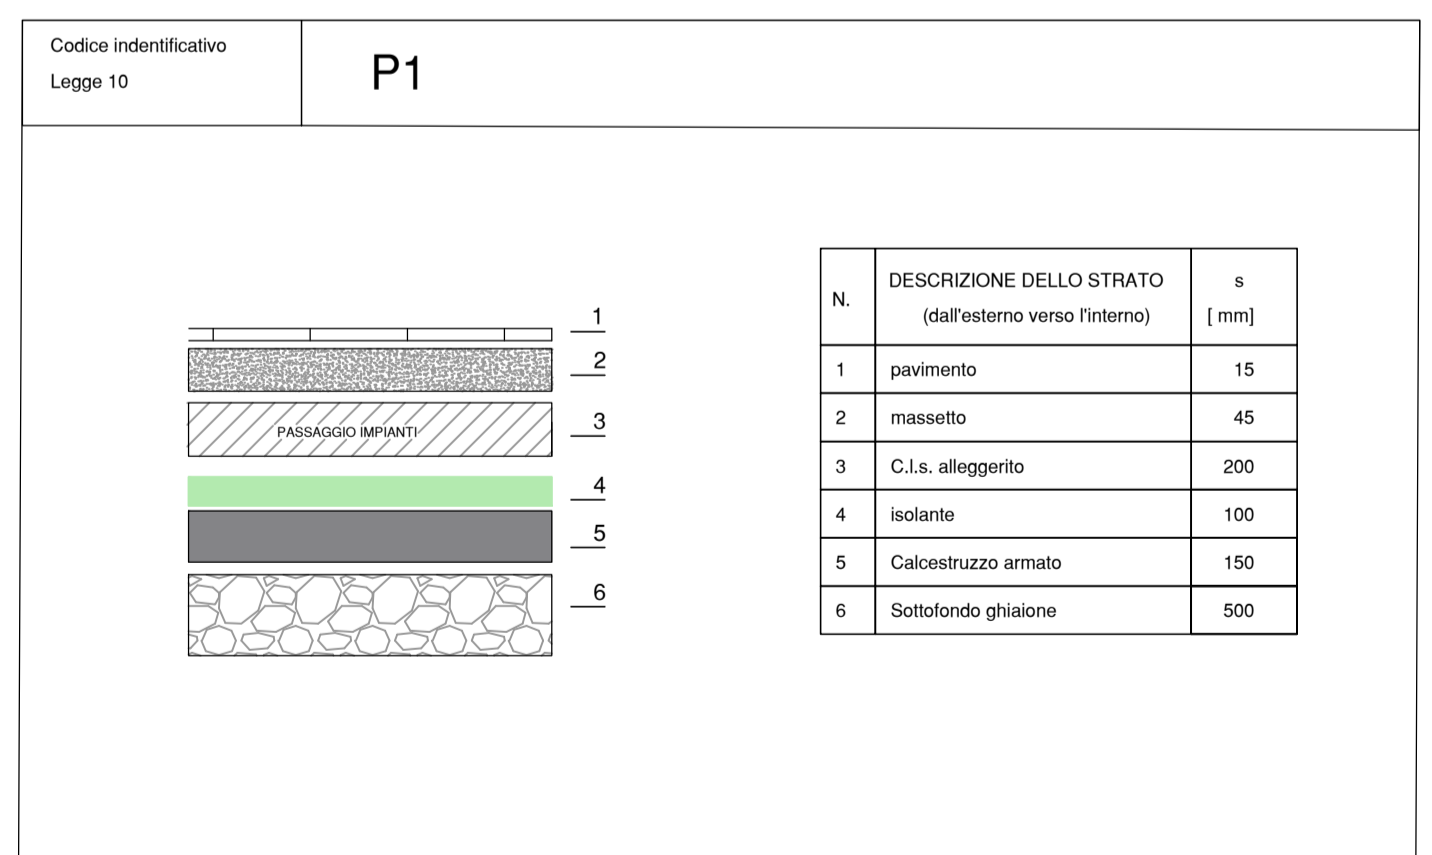 Codice indentificativo
Legge 10
P1
1
2
PASSAGGIO IMPIANTI
3
4
5
6
N. DESCRIZIONE DELLO STRATO (dall'esterno verso l'interno) s [ mm]
1 pavimento 15
2 massetto 45
3 C.l.s. alleggerito 200
4 isolante 100
5 Calcestruzzo armato 150
6 Sottofondo ghiaione 500